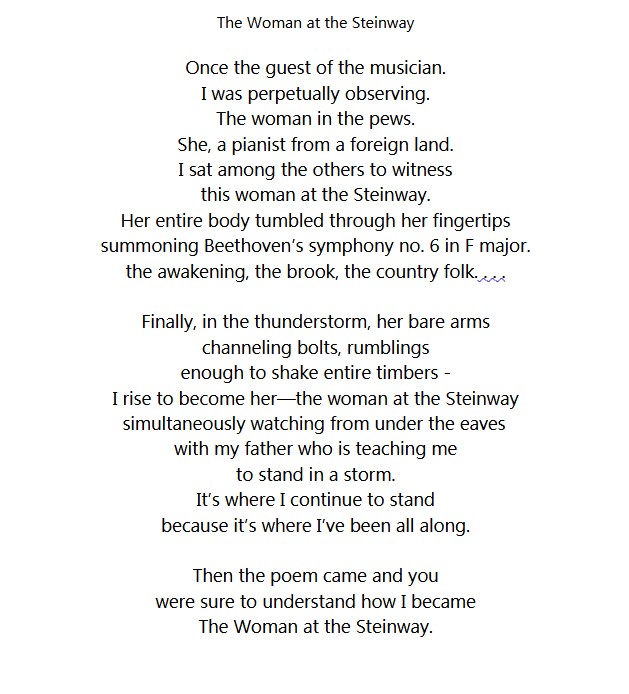 The Woman at the Steinway
Once the guest of the musician.
I was perpetually observing.
The woman in the pews.
She, a pianist from a foreign land.
I sat among the others to witness
this woman at the Steinway.
Her entire body tumbled through her fingertips
summoning Beethoven’s symphony no. 6 in F major.
the awakening, the brook, the country folk. . . .
Finally, in the thunderstorm, her bare arms
channeling bolts, rumblings
enough to shake entire timbers -
I rise to become her—the woman at the Steinway
simultaneously watching from under the eaves
with my father who is teaching me
to stand in a storm.
It’s where I continue to stand
because it’s where I’ve been all along.
Then the poem came and you
were sure to understand how I became
The Woman at the Steinway.